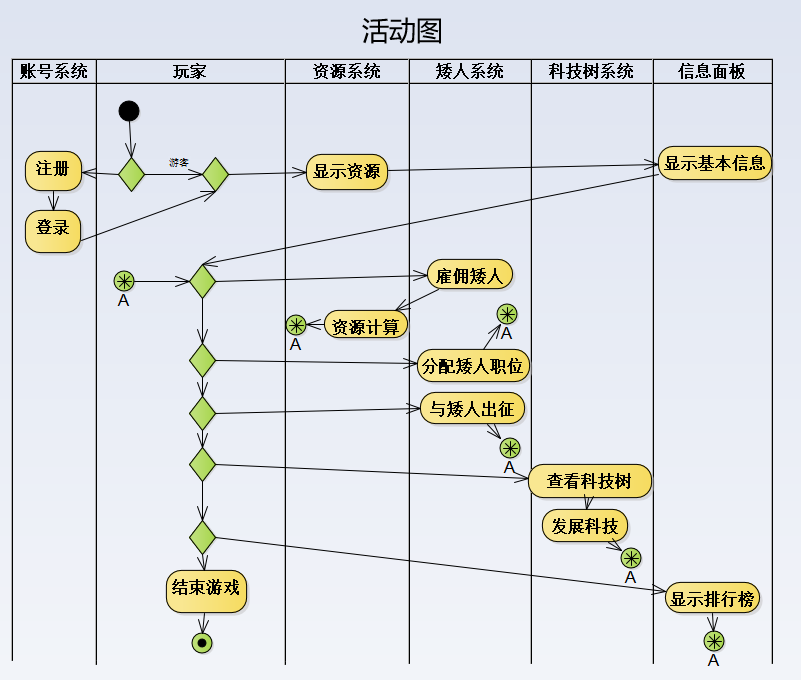 活动图
账号系统
玩家
资源系统
矮人系统
科技树系统
信息面板
游客
注册
显示资源
显示基本信息
登录
雇佣矮人
A
资源计算
A
A
分配矮人职位
与矮人出征
A
查看科技树
发展科技
A
结束游戏
显示排行榜
A